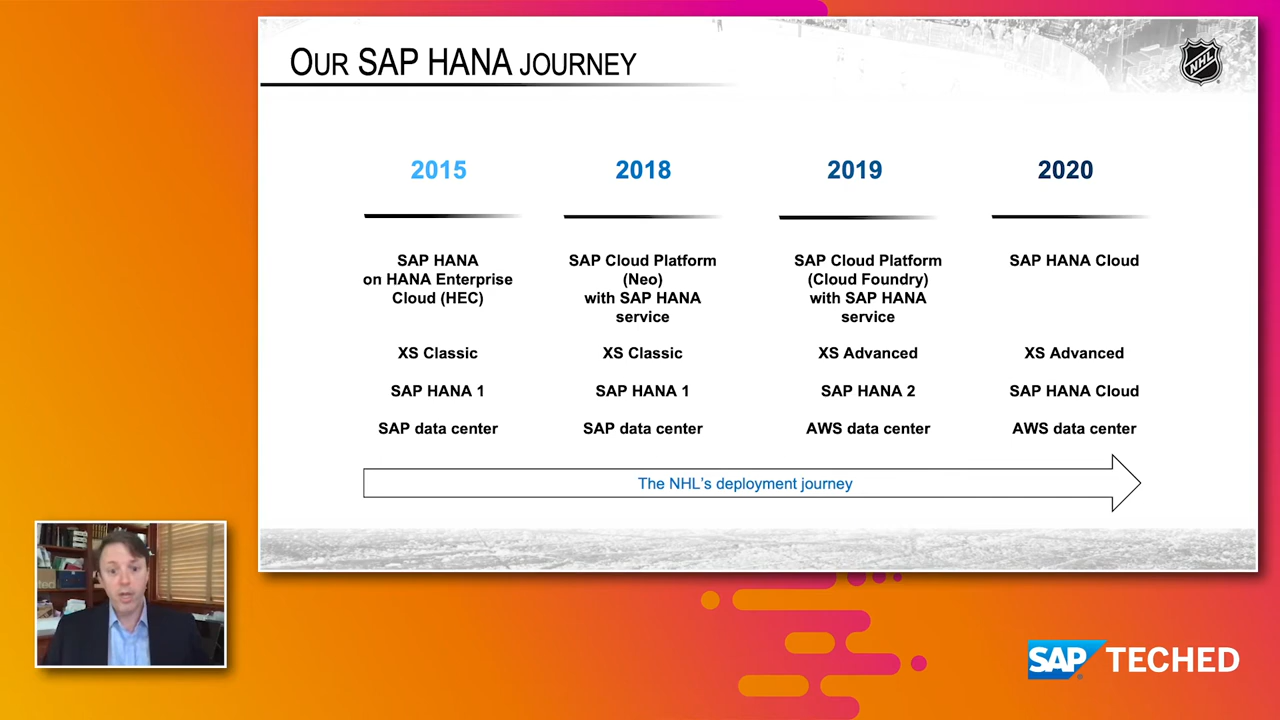 OUR SAP HANA JOURNEY
NHL
2015
2018
2019
2020
SAP HANA
on HANA Enterprise
Cloud (HEC)
SAP Cloud Platform
(Neo)
with SAP HANA
service
SAP Cloud Platform
(Cloud Foundry)
with SAP HANA
service
SAP HANA Cloud
XS Classic
XS Classic
XS Advanced
XS Advanced
SAP HANA 1
SAP HANA 1
SAP HANA 2
SAP HANA Cloud
SAP data center
SAP data center
AWS data center
AWS data center
The NHL's deployment journey
SAP TECHED